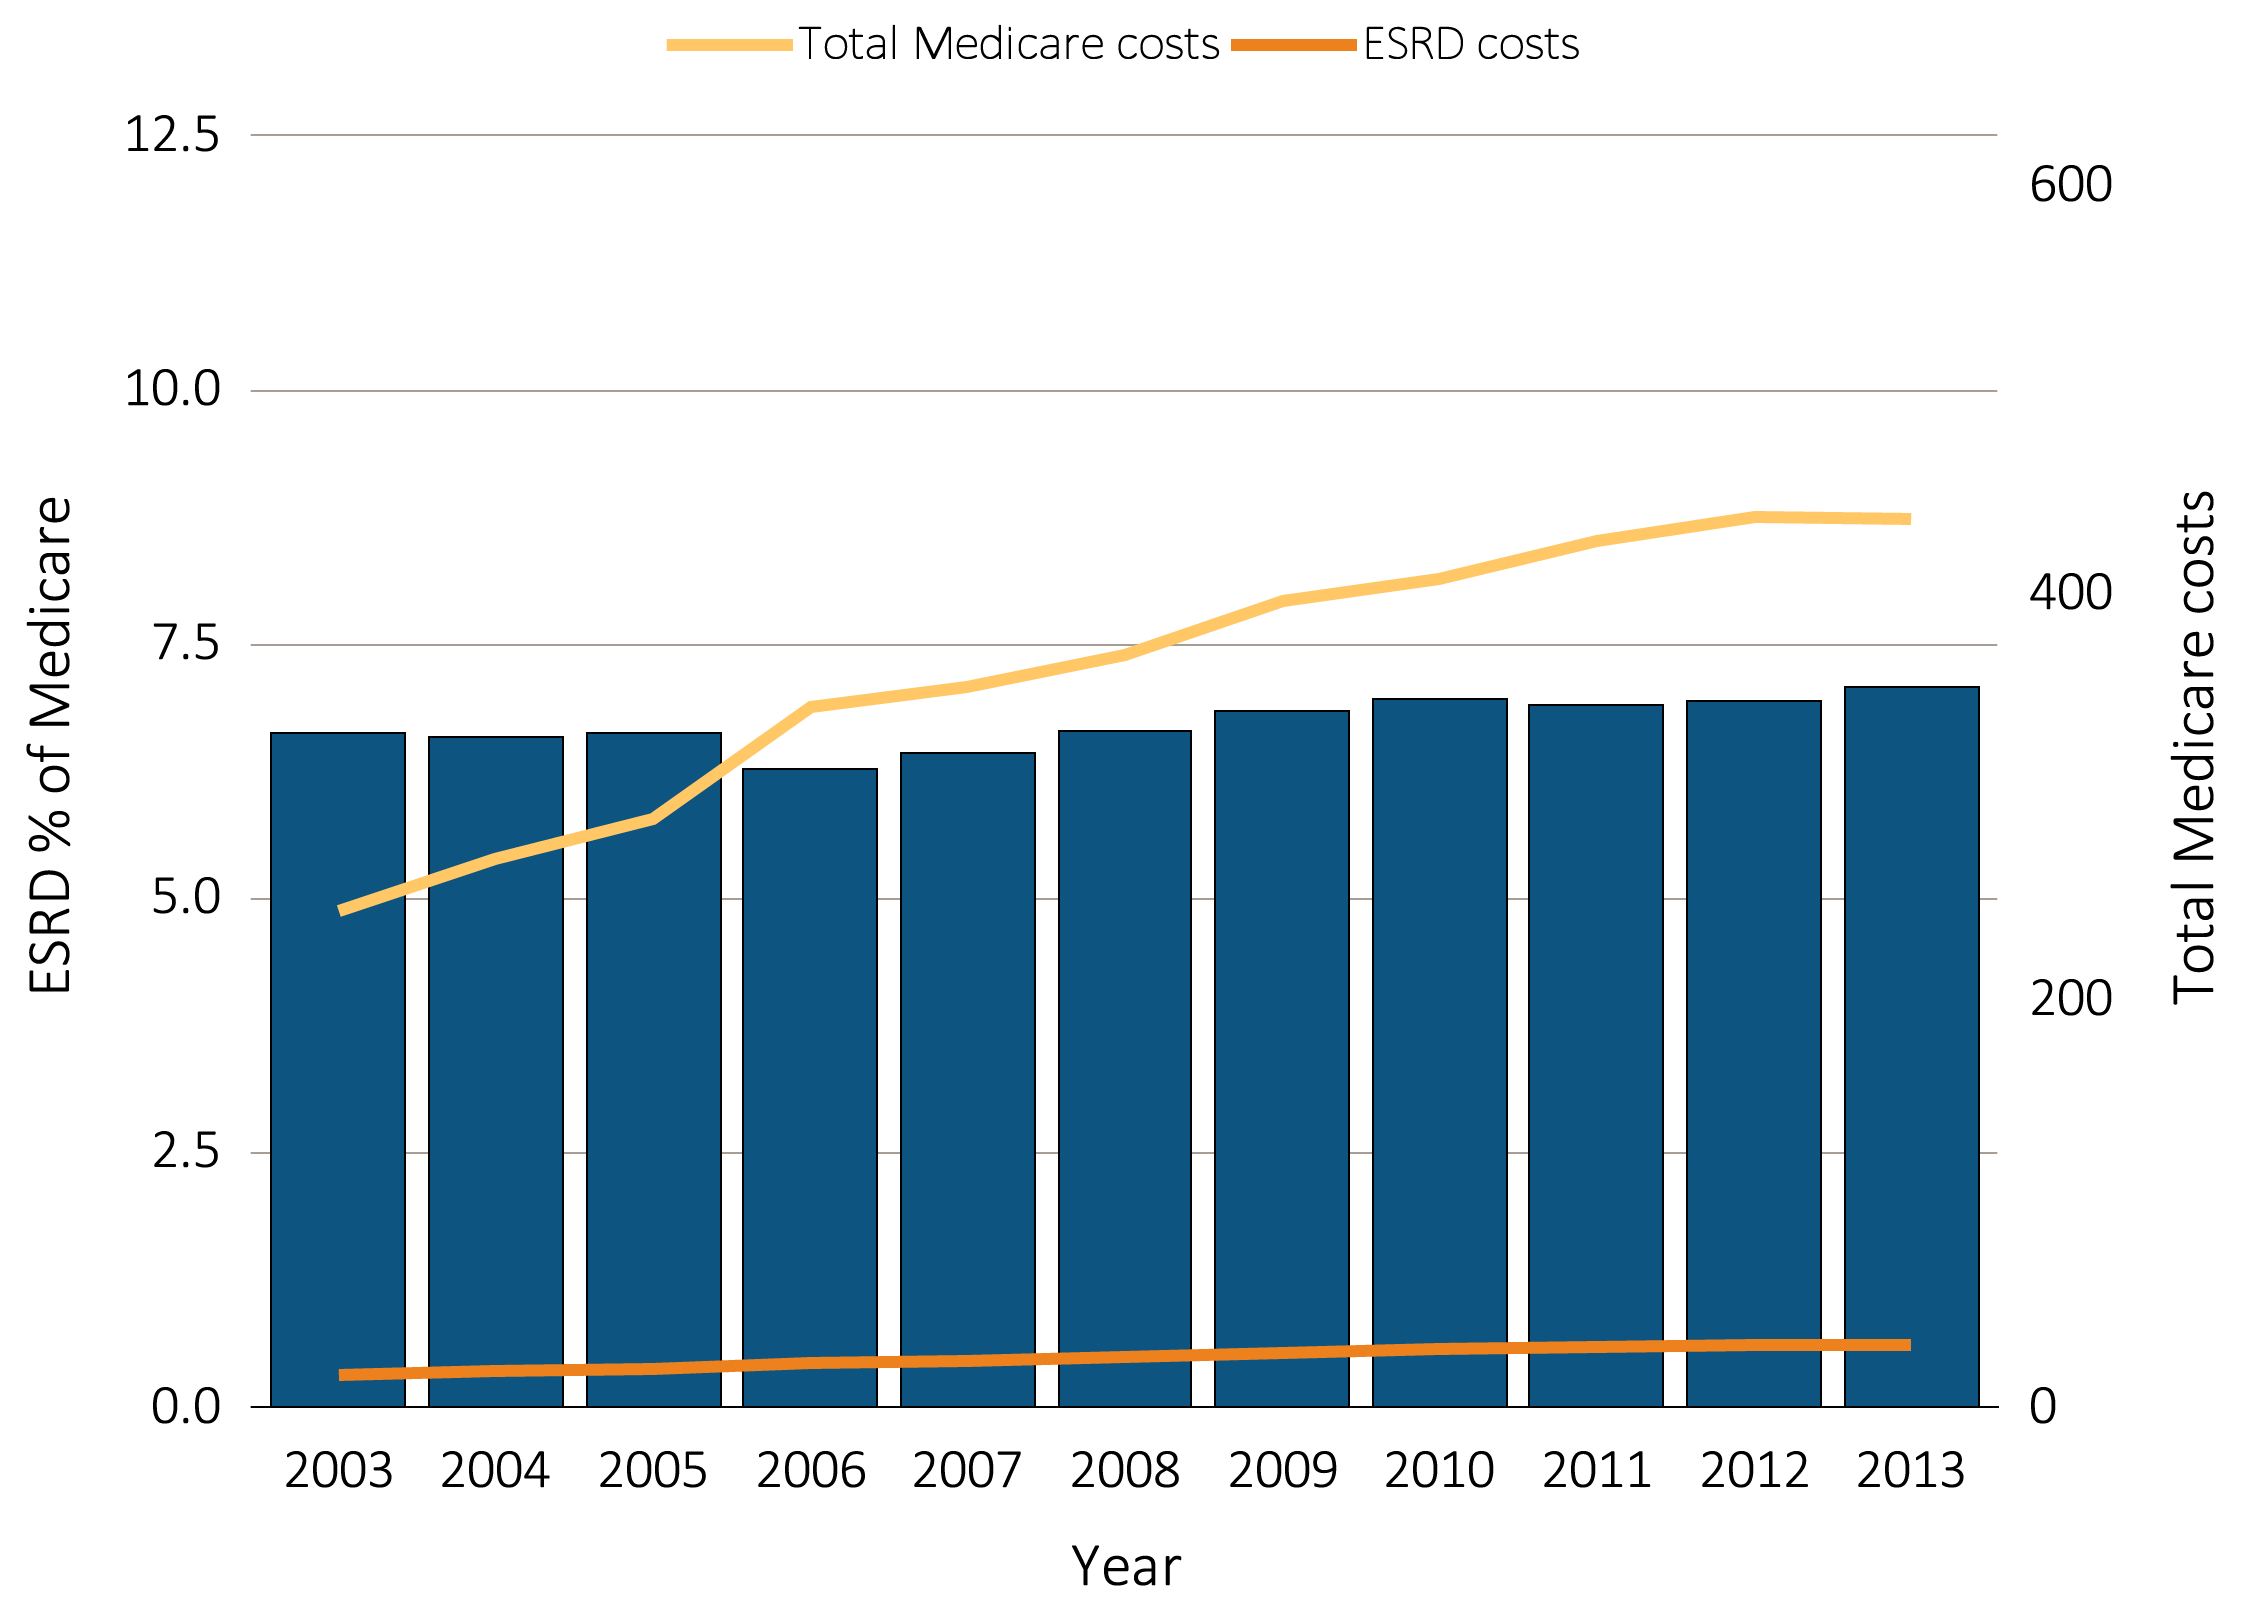 Total Medicare costs ESRD costs
12.5
10.0
7.5
5.0
2.5
0.0
ESRD % of Medicare
600
400
200
0
Total Medicare costs
2003 2004 2005 2006 2007 2008 2009 2010 2011 2012 2013
Year